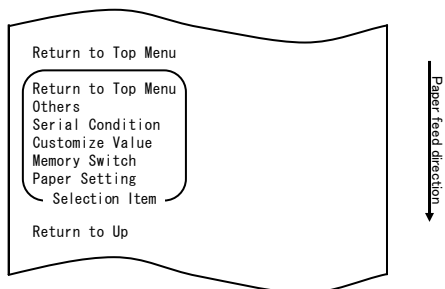 Return to Top Menu
Return to Top Menu
Others
Serial Condition
Customize Value
Memory Switch
Paper Setting
Selection Item
Return to Up
Paper feed direction